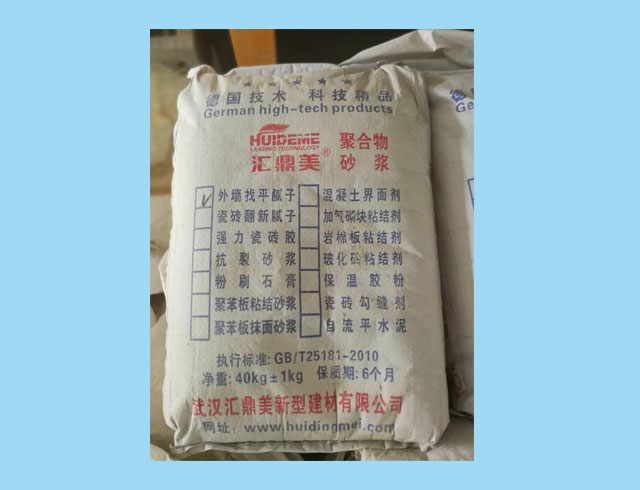 德国技术 科技精品
German high-tech products
HUIDEME
LEADING TECHNOLOGY
汇鼎美®
聚合物
砂浆
外墙找平腻子
瓷砖翻新腻子
强力瓷砖胶
抗裂砂浆
粉刷石膏
聚苯板粘结砂浆
聚苯板抹面砂浆
混凝土界面剂
加气砌块粘结剂
岩棉板粘结剂
玻化砖粘结剂
保温胶粉
瓷砖勾缝剂
自流平水泥
执行标准:GB/T25181-2010
净重:40kg±1kg 保质期:6个月
武汉汇鼎美新型建材有限公司
网址:www.huidingmei.com
德国
Germa